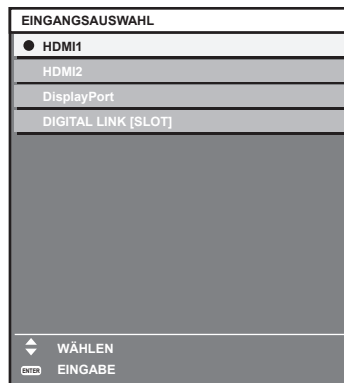 EINGANGSAUSWAHL
HDMI1
HDMI2
DisplayPort
DIGITAL LINK [SLOT]
WÄHLEN
ENTER EINGABE